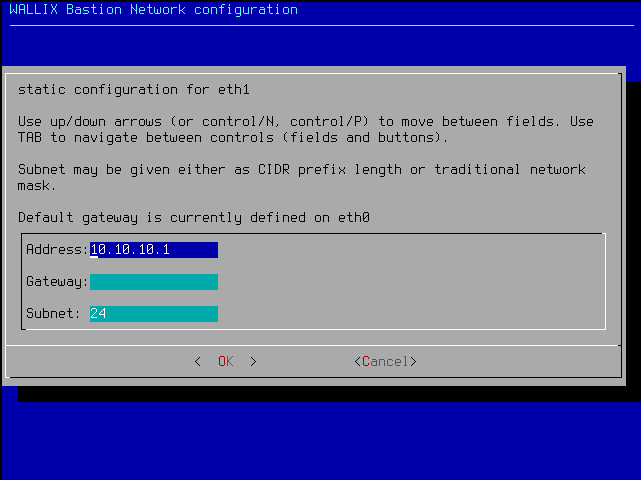 WALLIX Bastion Network configuration
static configuration for eth1
Use up/down arrows (or control/N, control/P) to move between fields. Use
TAB to navigate between controls (fields and buttons).
Subnet may be given either as CIDR prefix length or traditional network
mask.
Default gateway is currently defined on eth0
Address:10.10.10.1
Gateway:
Subnet: 24
< OK > <Cancel>